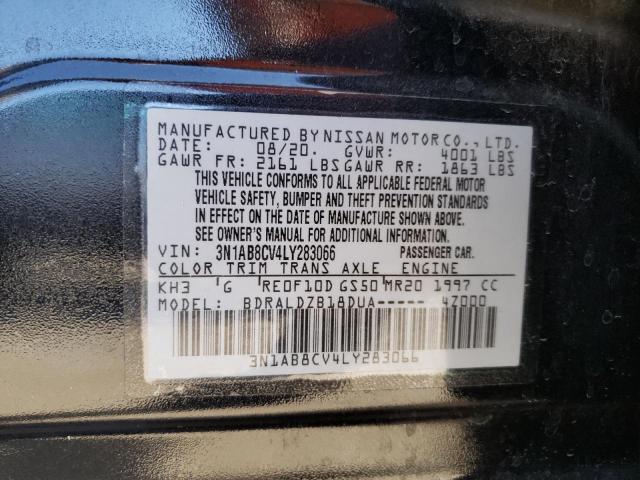 MANUFACTURED BY NISSAN MOTOR CO., LTD.
DATE: 08/20. GVWR: 4001 LBS
GAWR FR: 2161 LBS GAWR RR: 1863 LBS
THIS VEHICLE CONFORMS TO ALL APPLICABLE FEDERAL MOTOR
VEHICLE SAFETY, BUMPER AND THEFT PREVENTION STANDARDS
IN EFFECT ON THE DATE OF MANUFACTURE SHOWN ABOVE.
SEE OWNER'S MANUAL FOR ADDITIONAL INFORMATION.
VIN: 3N1AB8CV4LY283066 PASSENGER CAR.
COLOR TRIM TRANS AXLE ENGINE
KH3 'G RE0F10D GS50 MR20 1997 CC
MODEL: BDRALDZB18DUA----- 4Z000
3N1AB8CV4LY283066